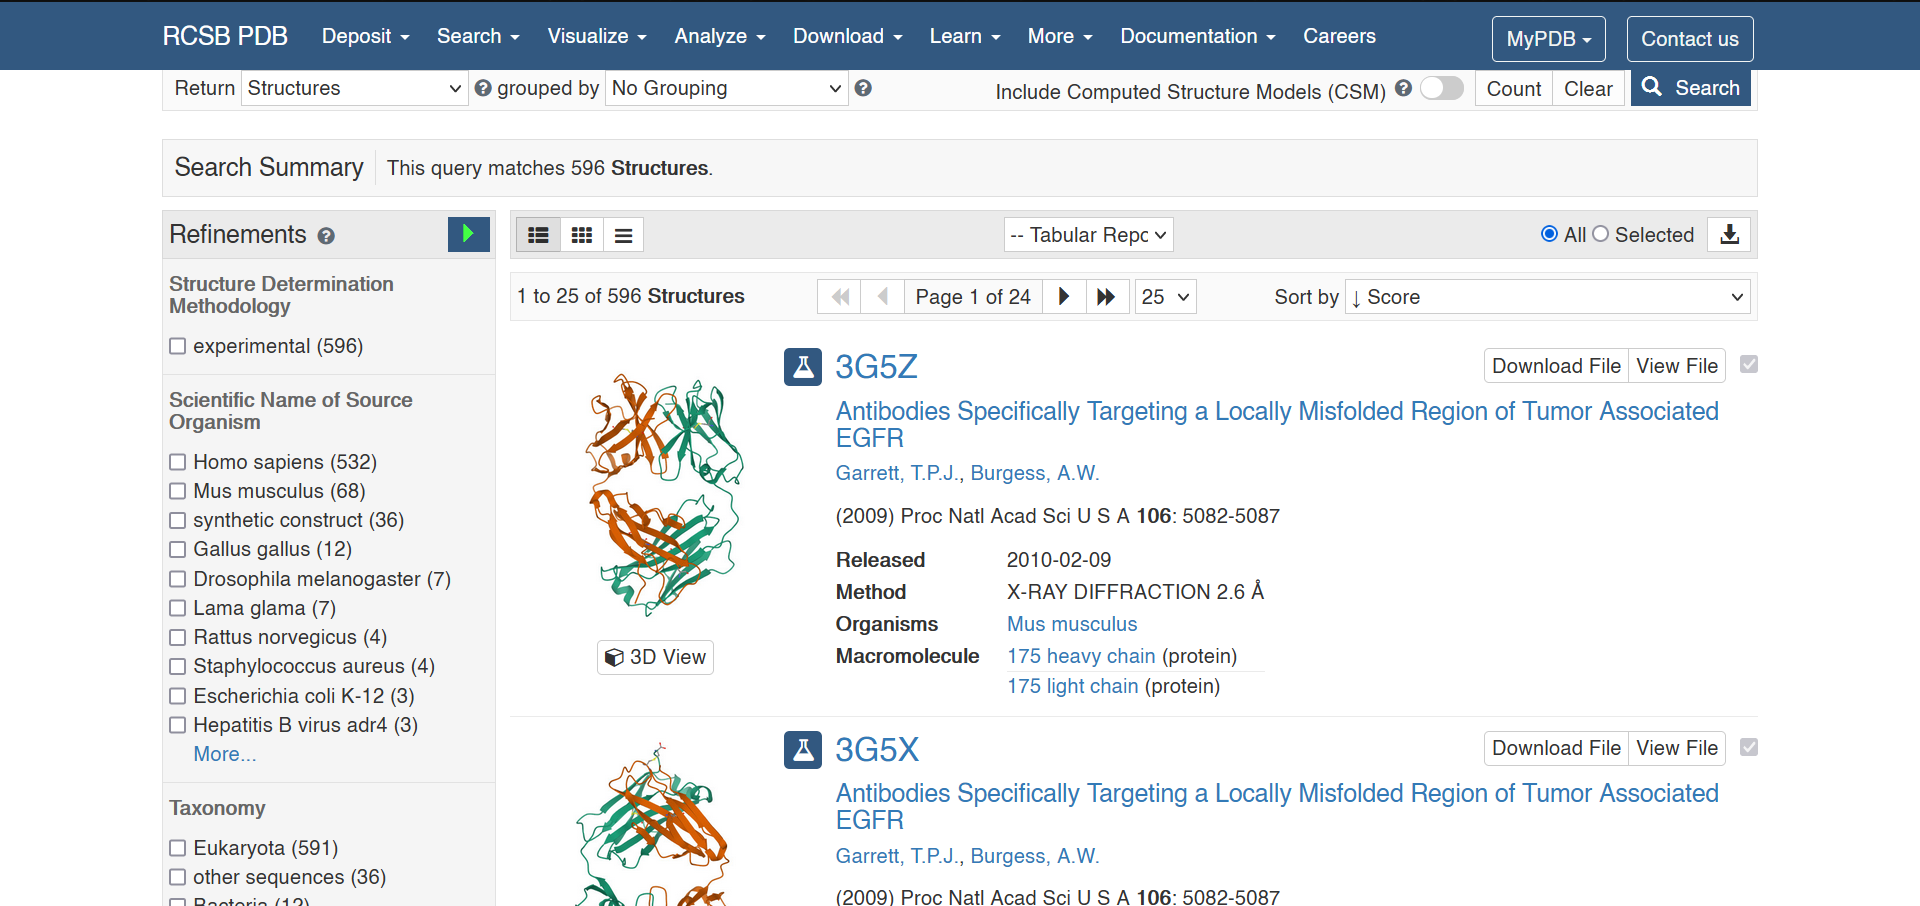 RCSB PDB Deposit Search Visualize Analyze Download Learn More Documentation Careers MyPDB Contact us
Return Structures grouped by No Grouping Include Computed Structure Models (CSM) Count Clear Search
Search Summary This query matches 596 Structures.
Refinements
-- Tabular Repo All Selected
Structure Determination
Methodology
experimental (596)
Scientific Name of Source
Organism
Homo sapiens (532)
Mus musculus (68)
synthetic construct (36)
Gallus gallus (12)
Drosophila melanogaster (7)
Lama glama (7)
Rattus norvegicus (4)
Staphylococcus aureus (4)
Escherichia coli K-12 (3)
Hepatitis B virus adr4 (3)
More...
Taxonomy
Eukaryota (591)
other sequences (36)
Bacteria (12)
1 to 25 of 596 Structures Page 1 of 24 25 Sort by ↓ Score
3G5Z Download File View File
Antibodies Specifically Targeting a Locally Misfolded Region of Tumor Associated
EGFR
Garrett, T.P.J., Burgess, A.W.
(2009) Proc Natl Acad Sci U S A 106: 5082-5087
Released 2010-02-09
Method X-RAY DIFFRACTION 2.6 Å
Organisms Mus musculus
Macromolecule 175 heavy chain (protein)
175 light chain (protein)
3D View
3G5X Download File View File
Antibodies Specifically Targeting a Locally Misfolded Region of Tumor Associated
EGFR
Garrett, T.P.J., Burgess, A.W.
(2009) Proc Natl Acad Sci U S A 106: 5082-5087